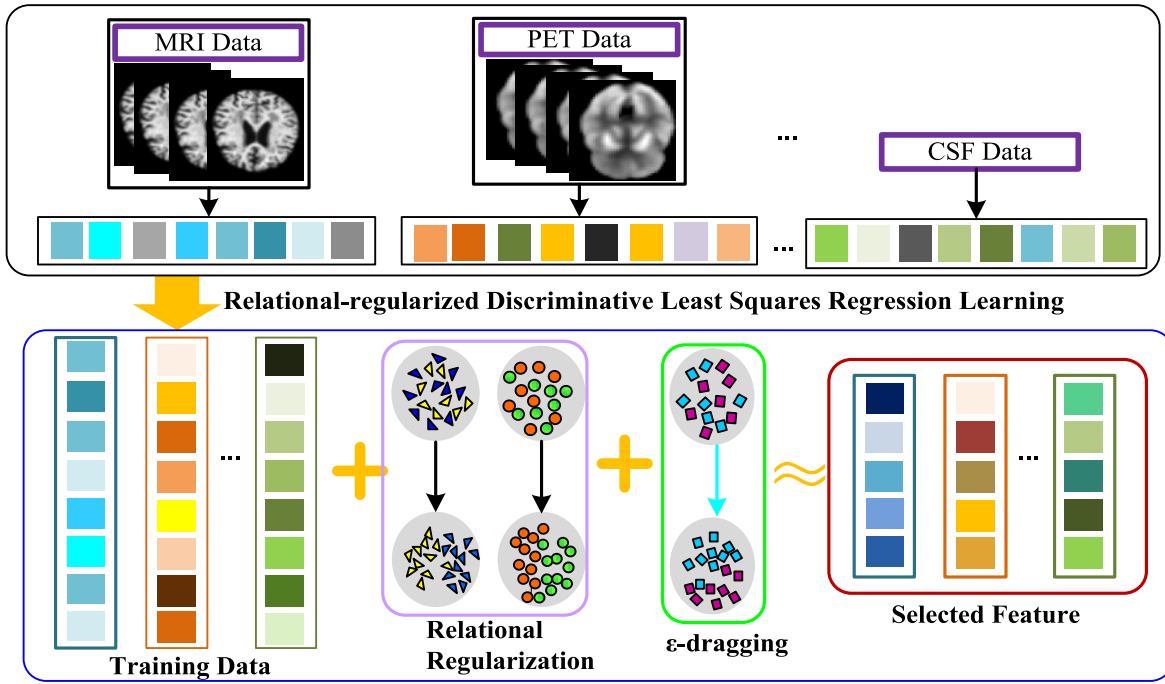 MRI Data
PET Data
...
CSF Data
...
Relational-regularized Discriminative Least Squares Regression Learning
...
...
Training Data
Relational
Regularization
ε-dragging
Selected Feature